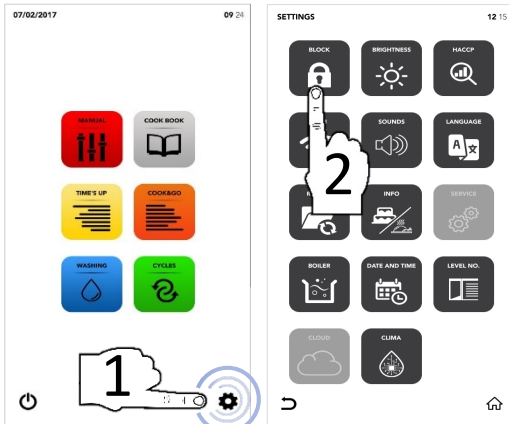 07/02/2017 09 24
MANUAL COOK BOOK
TIME'S UP COOK&GO
WASHING CYCLES
1
SETTINGS 12 15
BLOCK BRIGHTNESS HACCP
SOUNDS LANGUAGE
A
2
INFO SERVICE
BOILER DATE AND TIME LEVEL NO.
CLOUD CLIMA